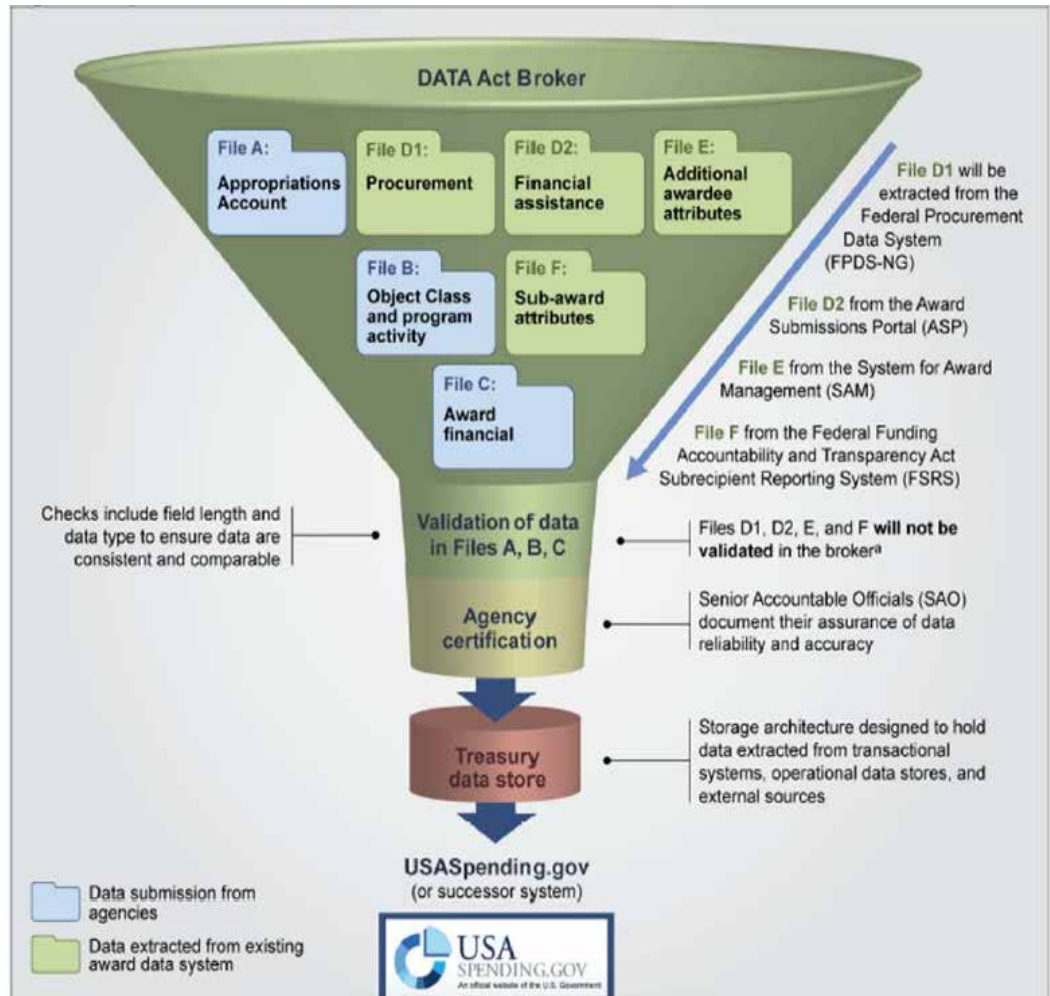 DATA Act Broker
File A:
Appropriations
Account
File D1:
Procurement
File D2:
Financial
assistance
File E:
Additional
awardee
attributes
File B:
Object Class
and program
activity
File F:
Sub-award
attributes
File C:
Award
financial
File D1 will be
extracted from the
Federal Procurement
Data System
(FPDS-NG)
File D2 from the Award
Submissions Portal (ASP)
File E from the System for Award
Management (SAM)
File F from the Federal Funding
Accountability and Transparency Act
Subrecipient Reporting System (FSRS)
Checks include field length and
data type to ensure data are
consistent and comparable
Validation of data
in Files A, B, C
Files D1, D2, E, and F will not be
validated in the brokerᵃ
Agency
certification
Senior Accountable Officials (SAO)
document their assurance of data
reliability and accuracy
Treasury
data store
Storage architecture designed to hold
data extracted from transactional
systems, operational data stores, and
external sources
USASpending.gov
(or successor system)
Data submission from
agencies
Data extracted from existing
award data system
USA
SPENDING.GOV
An official website of the U.S. Government